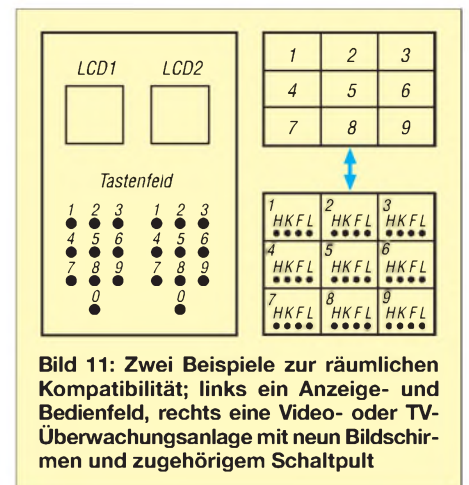 LCD1 LCD2
Tastenfeld
1 2 3 1 2 3
4 5 6 4 5 6
7 8 9 7 8 9
0 0
1 2 3
4 5 6
7 8 9
1 2 3
HKFL HKFL HKFL
4 5 6
HKFL HKFL HKFL
7 8 9
HKFL HKFL HKFL
Bild 11: Zwei Beispiele zur räumlichen
Kompatibilität; links ein Anzeige- und
Bedienfeld, rechts eine Video- oder TV-
Überwachungsanlage mit neun Bildschir-
men und zugehörigem Schaltpult